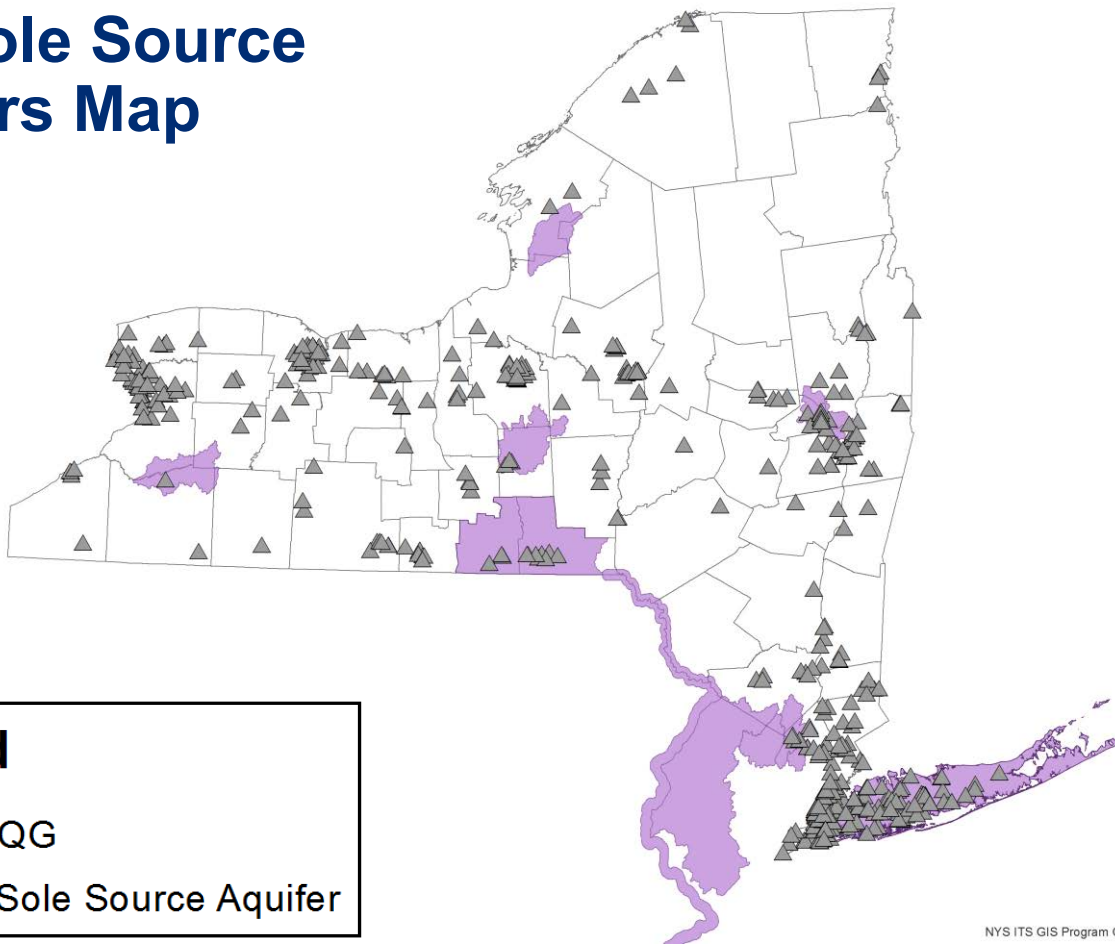 ole Source
rs Map
QG
Sole Source Aquifer
NYS ITS GIS Program